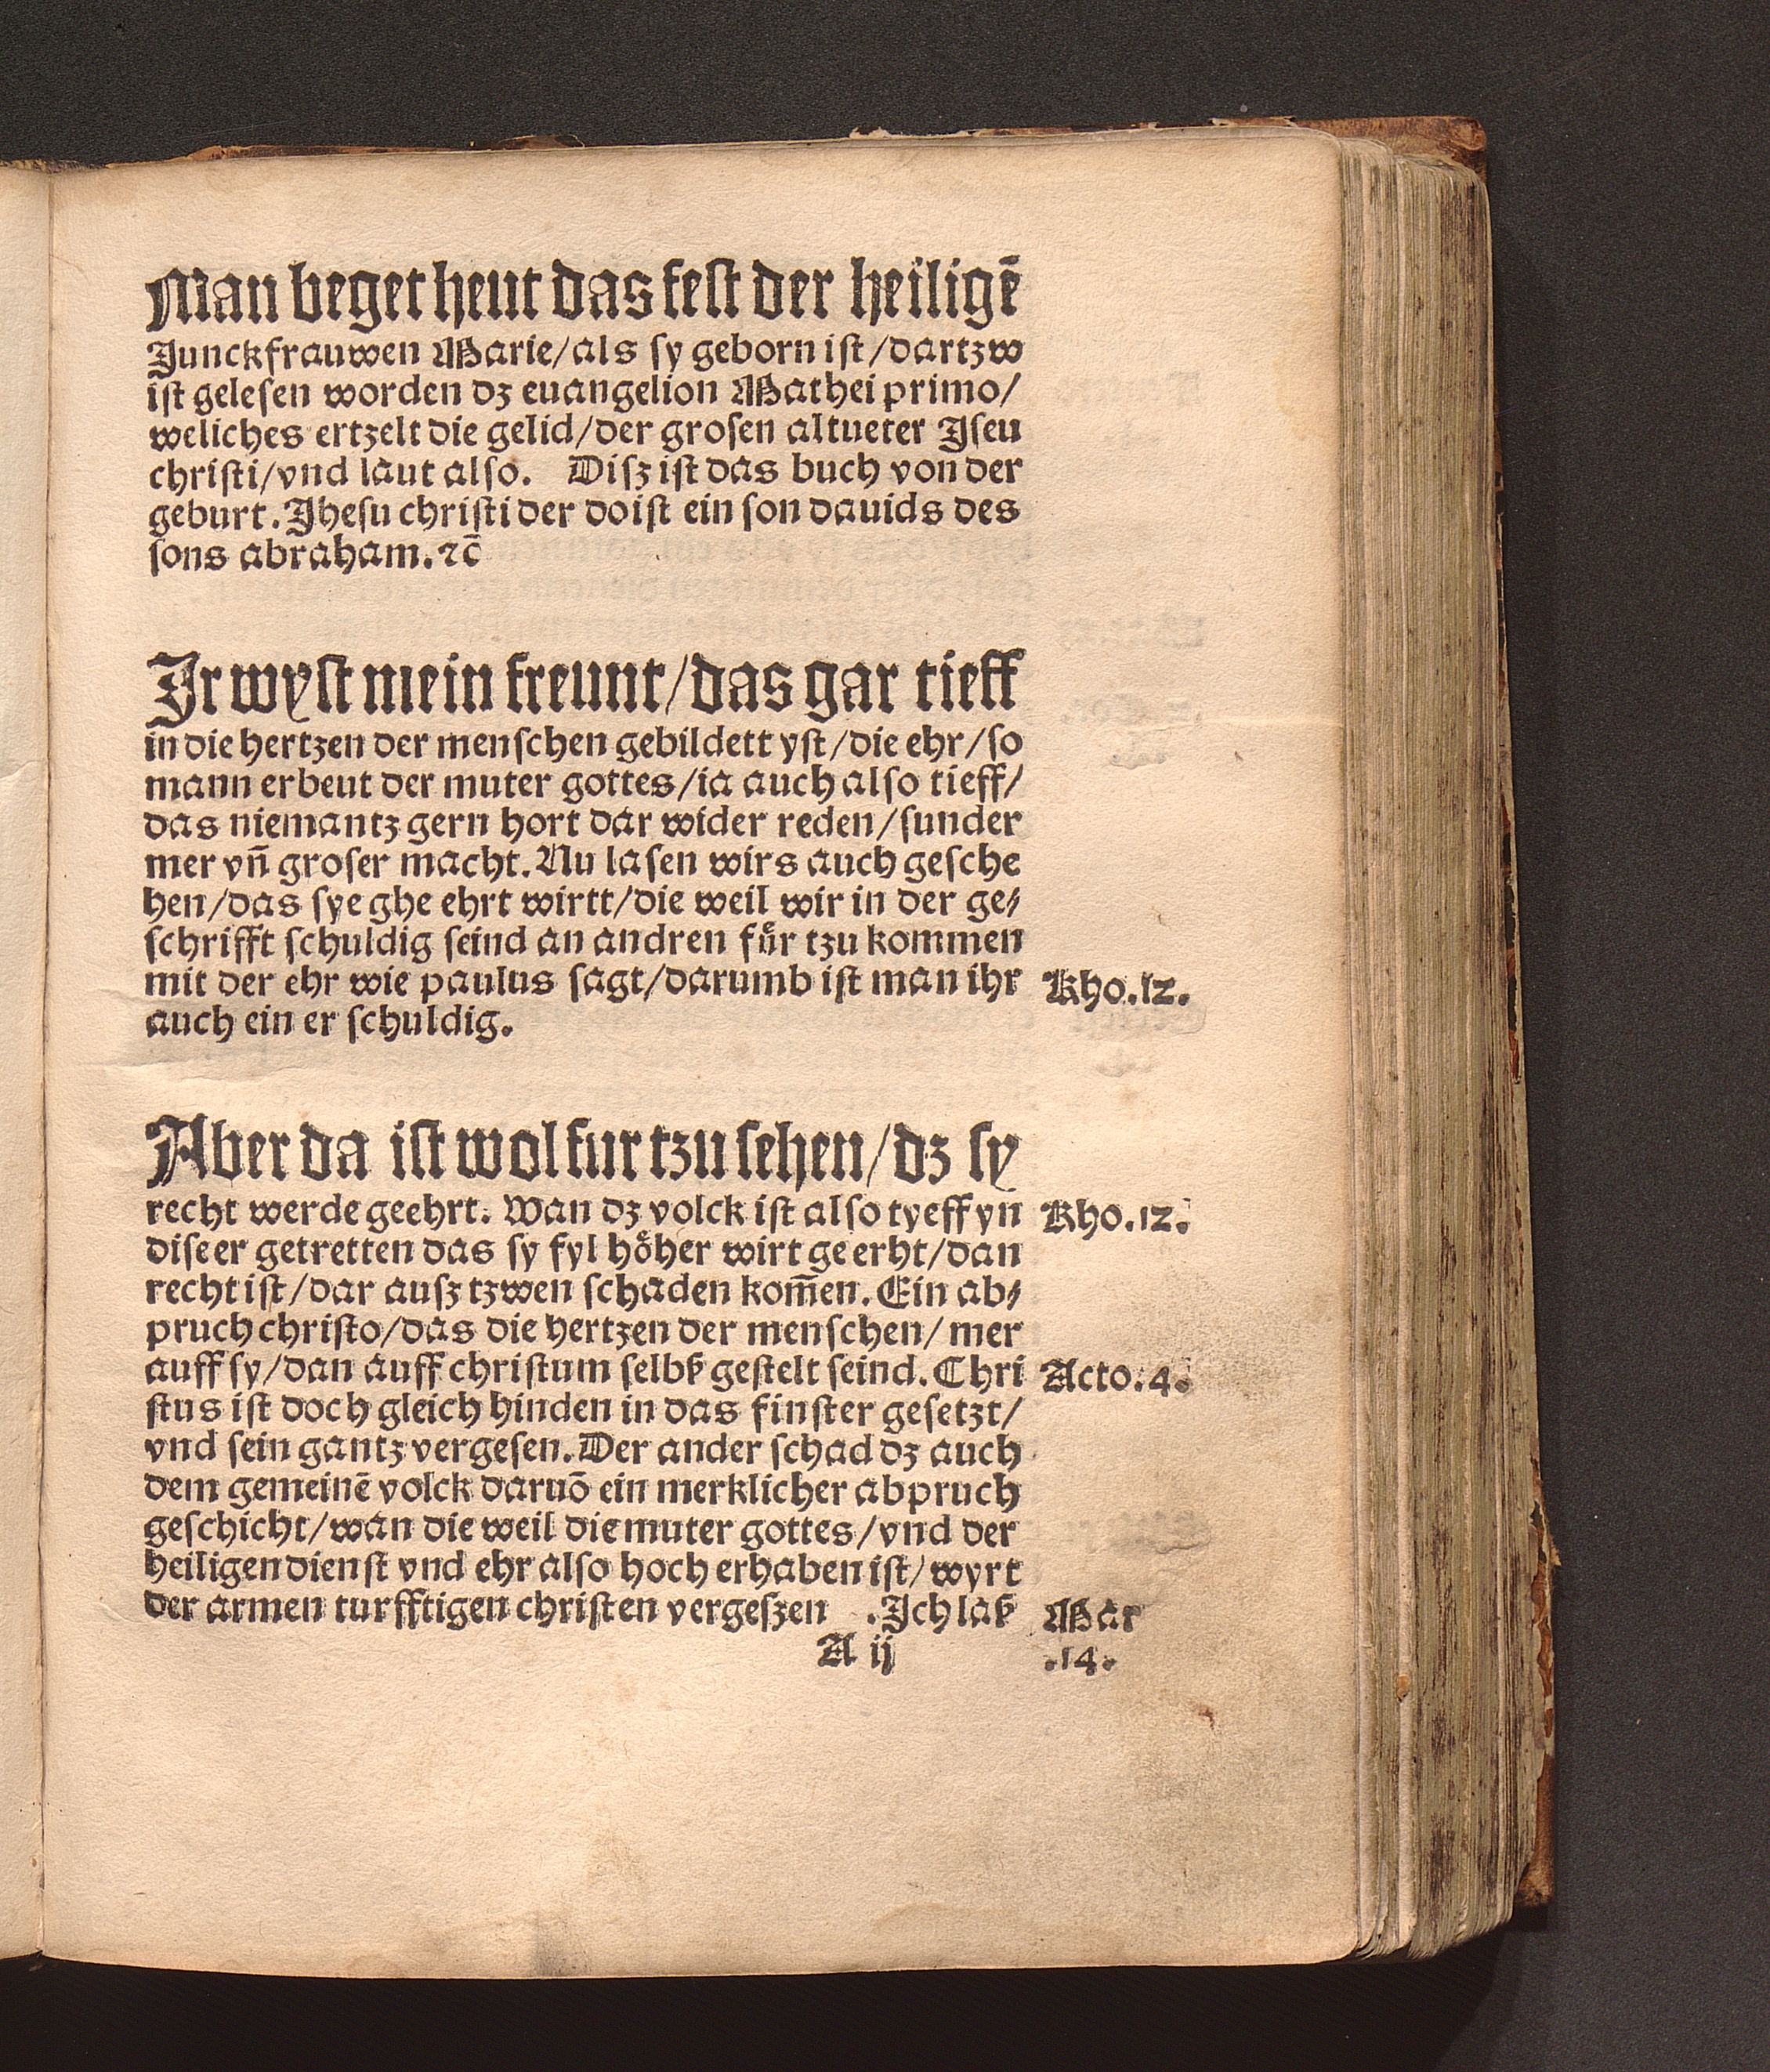 Man beget heut das fest der heiligē
Junckfrauwen Marie/als sy geborn ist/dartzw
ist gelesen worden dz euangelion Mathei primo/
weliches ertzelt die gelid/der grosen altueter Jseu
christi/vnd laut also. Disz ist das buch von der
geburt. Jhesu christi der do ist ein son dauids des
sons abraham. ⁊c̄
Jr wyst mein freunt/das gar tieff
in die hertzen der menschen gebildett yst/die ehr/so
mann erbeut der muter gottes/ia auch also tieff/
das niemantz gern hort dar wider reden/sunder
mer vn̄ groser macht. Nu lasen wirs auch gesche
hen/das sye ghe ehrt wirtt/die weil wir in der ge⸗
schrifft schuldig seind an andren fuͤr tzu kommen
mit der ehr wie paulus sagt/darumb ist man ihr
Rho.12.
auch ein er schuldig.
Aber da ist wol fur tzu sehen/dz sy
recht werde geehrt. Wan dz volck ist also tyeff yn
Rho.12.
dise er getretten das sy fyl hoͤher wirt ge erht/dan
recht ist/dar ausz tzwen schaden kom̄en. Ein ab⸗
pruch christo/das die hertzen der menschen/mer
auff sy/dan auff christum selbß gestelt seind. Chri
Acto.4.
stus ist doch gleich hinden in das finster gesetzt/
vnd sein gantz vergesen. Der ander schad dz auch
dem gemeinē volck daruō ein merklicher abpruch
geschicht/wan die weil die muter gottes/vnd der
heiligen dienst vnd ehr also hoch erhaben ist/wyrt
der armen turfftigen christen vergeszen .Jch laß
Mar
A ij
.14.